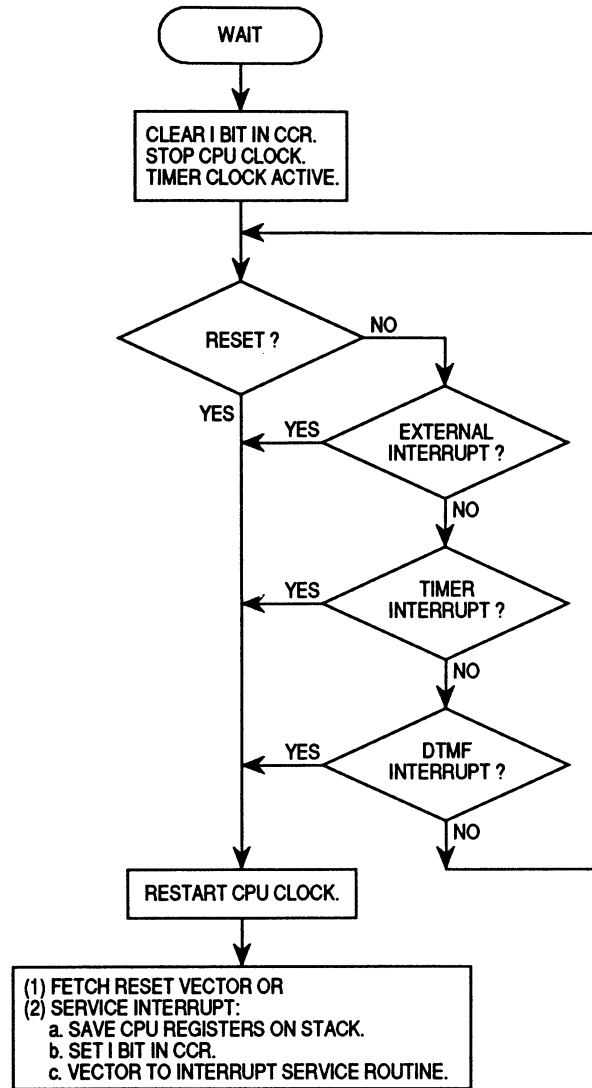 WAIT
CLEAR I BIT IN CCR.
STOP CPU CLOCK.
TIMER CLOCK ACTIVE.
RESET ?
NO
YES
EXTERNAL
INTERRUPT ?
YES
NO
TIMER
INTERRUPT ?
YES
NO
DTMF
INTERRUPT ?
YES
NO
RESTART CPU CLOCK.
(1) FETCH RESET VECTOR OR
(2) SERVICE INTERRUPT:
a. SAVE CPU REGISTERS ON STACK.
b. SET I BIT IN CCR.
c. VECTOR TO INTERRUPT SERVICE ROUTINE.